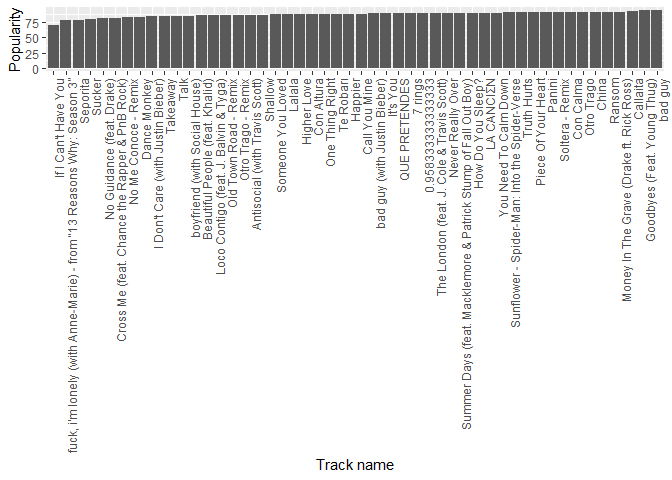 Popularity
75
50
25
0
If I Can't Have You
fuck, i'm lonely (with Anne-Marie) - from "13 Reasons Why: Season 3"
Señorita
Sucker
No Guidance (feat. Drake)
Cross Me (feat. Chance the Rapper & PnB Rock)
No Me Conoce - Remix
Dance Monkey
I Don't Care (with Justin Bieber)
Takeaway
Talk
boyfriend (with Social House)
Beautiful People (feat. Khalid)
Loco Contigo (feat. J. Balvin & Tyga)
Old Town Road - Remix
Otro Trago - Remix
Antisocial (with Travis Scott)
Shallow
Someone You Loved
Lalala
Higher Love
Con Altura
One Thing Right
Te Robaré
Happier
Call You Mine
bad guy (with Justin Bieber)
It's You
QUE PRETENDES
7 rings
0.958333333333333
The London (feat. J. Cole & Travis Scott)
Never Really Over
Summer Days (feat. Macklemore & Patrick Stump of Fall Out Boy)
How Do You Sleep?
LA CANCIÓN
You Need To Calm Down
Sunflower - Spider-Man: Into the Spider-Verse
Truth Hurts
Piece Of Your Heart
Panini
Soltera - Remix
Con Calma
Otro Trago
China
Ransom
Money In The Grave (Drake ft. Rick Ross)
Callaita
Goodbyes (Feat. Young Thug)
bad guy
Track name